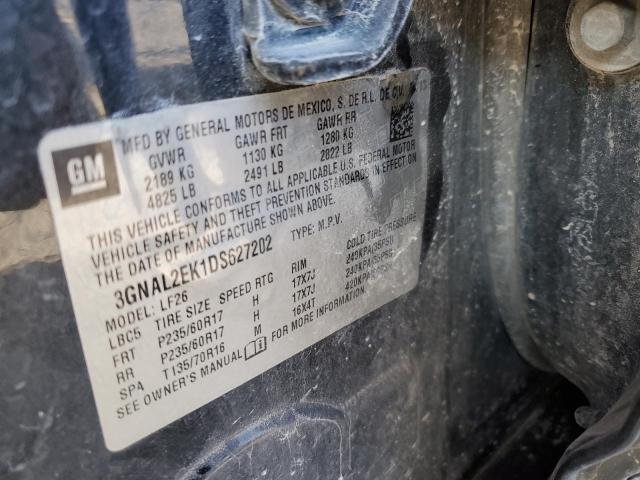 GM
MFD BY GENERAL MOTORS DE MEXICO, S. DE R.L. DE C.V.
GVWR GAWR FRT GAWR RR
2189 KG 1130 KG 1280 KG
4825 LB 2491 LB 2822 LB
THIS VEHICLE CONFORMS TO ALL APPLICABLE U.S. FEDERAL MOTOR
VEHICLE SAFETY AND THEFT PREVENTION STANDARDS IN EFFECT ON
THE DATE OF MANUFACTURE SHOWN ABOVE.
3GNAL2EK1DS627202 TYPE: M.P.V.
MODEL: LF26
LBC5 TIRE SIZE SPEED RTG RIM COLD TIRE PRESSURE
FRT P235/60R17 H 17X7J 240KPA(35PSI)
RR P235/60R17 H 17X7J 240KPA(35PSI)
SPA T135/70R16 M 16X4T 420KPA
SEE OWNER'S MANUAL FOR MORE INFORMATION.